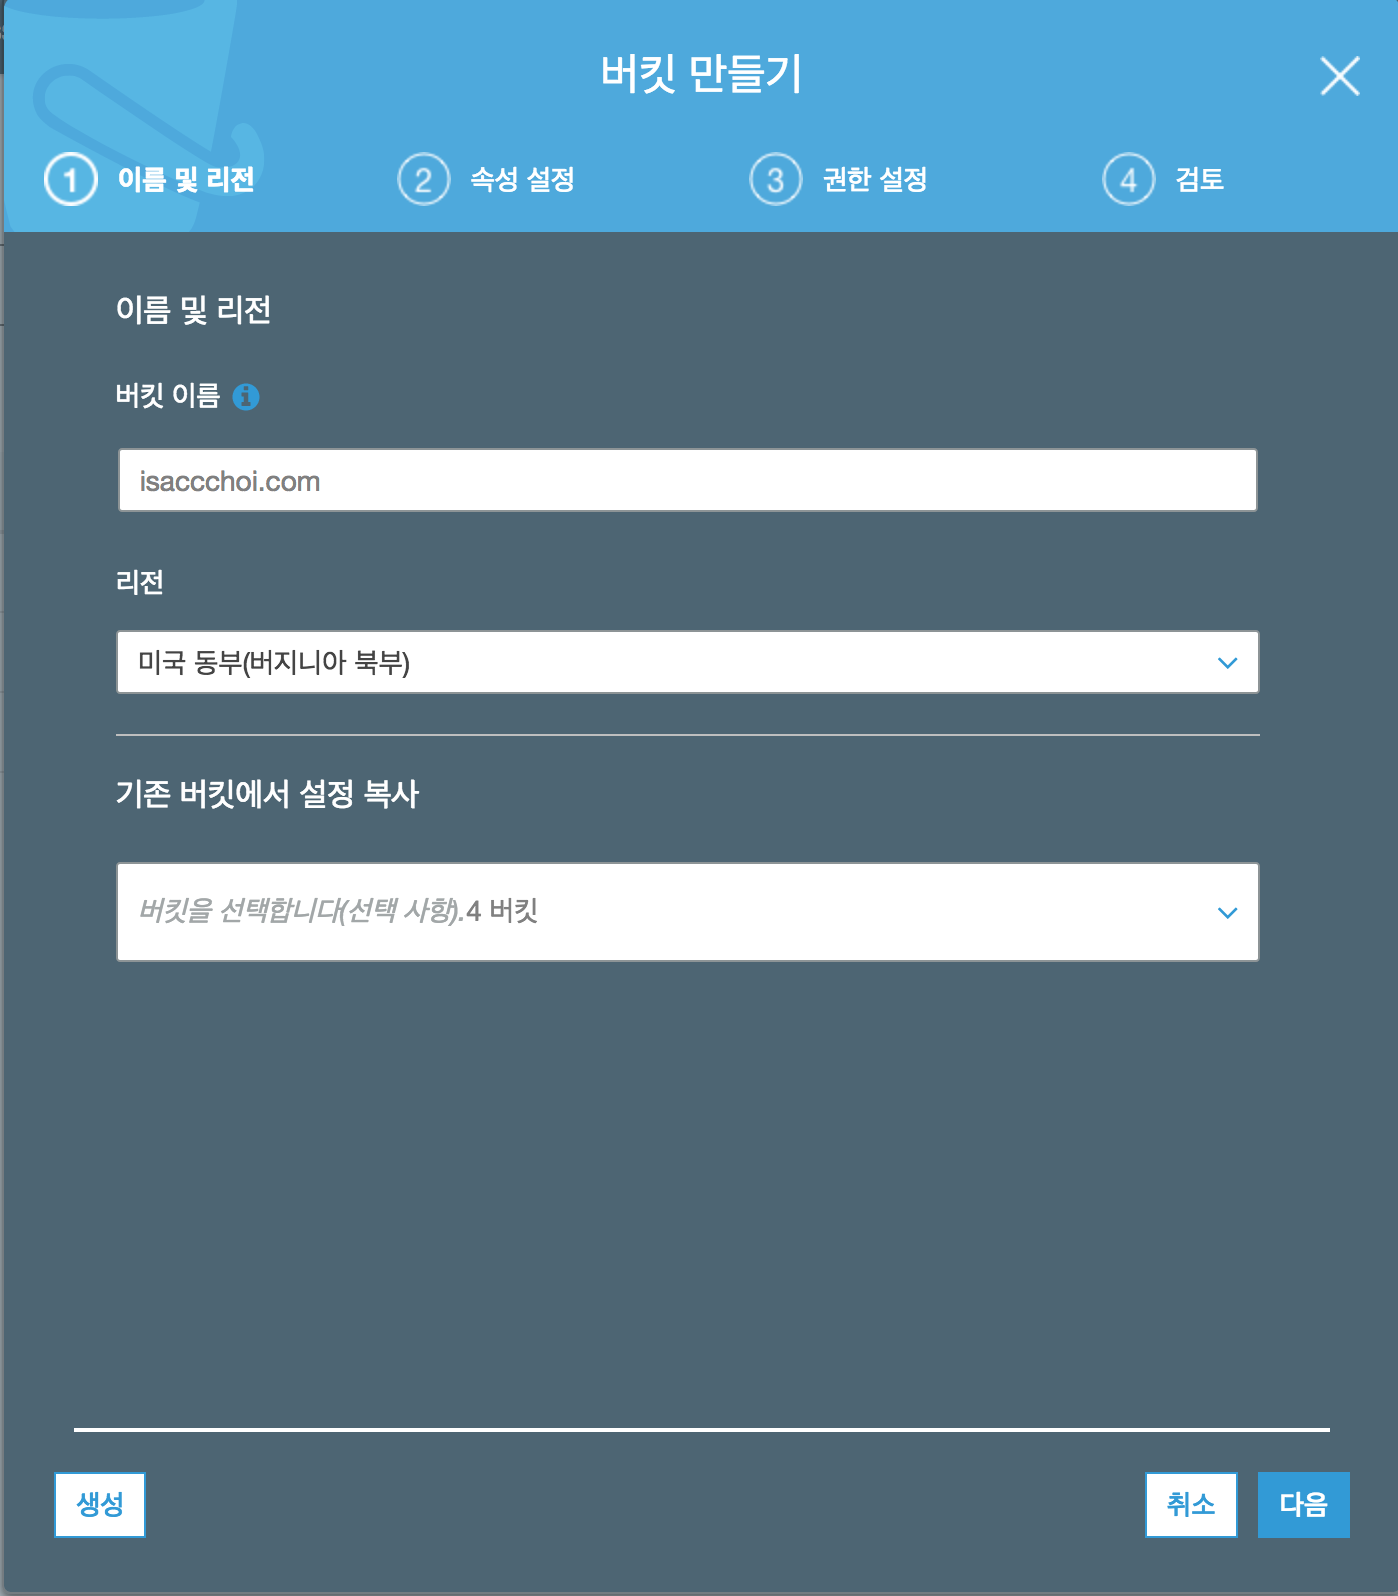 버킷 만들기
1 이름 및 리전
2 속성 설정
3 권한 설정
4 검토
이름 및 리전
버킷 이름
isaccchoi.com
리전
미국 동부(버지니아 북부)
기존 버킷에서 설정 복사
버킷을 선택합니다(선택 사항).4 버킷
생성
취소
다음